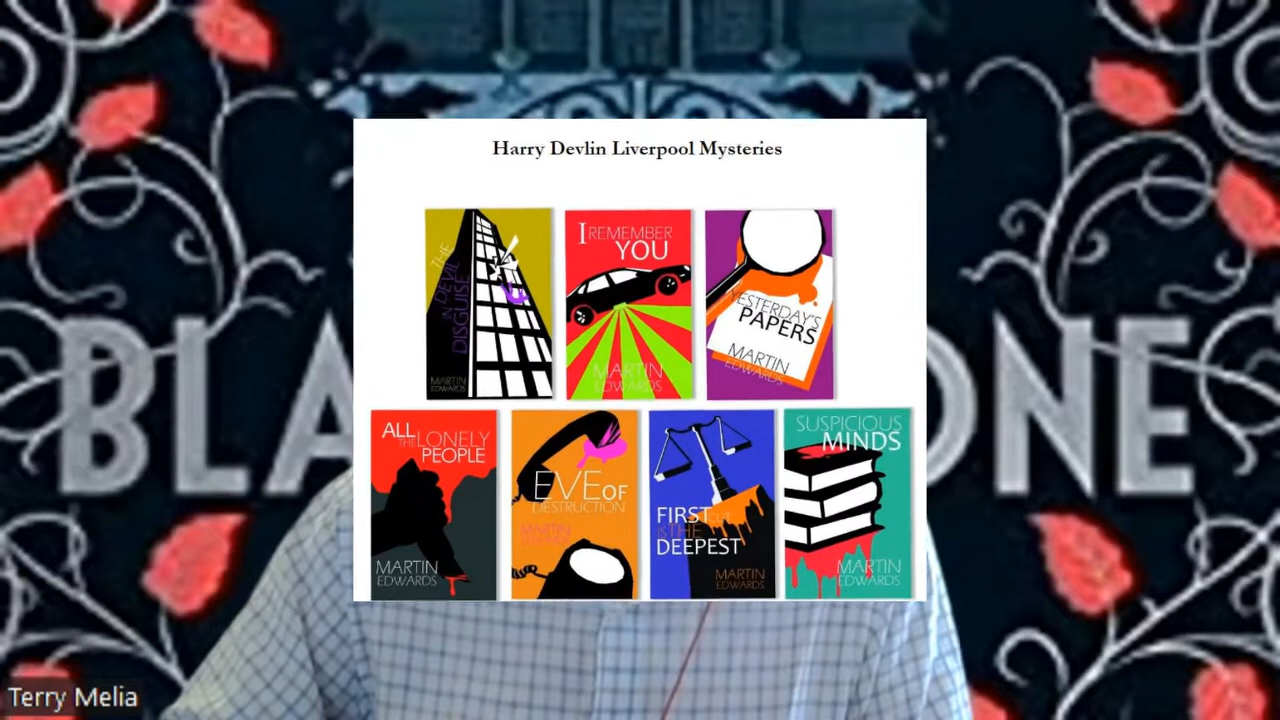 Harry Devlin Liverpool Mysteries
THE
DEVIL
IN
DISGUISE
MARTIN
EDWARDS
I REMEMBER
YOU
MARTIN
EDWARDS
YESTERDAY'S
PAPERS
MARTIN
EDWARDS
BLA
ONE
ALL
THE LONELY
PEOPLE
MARTIN
EDWARDS
EVE OF
DESTRUCTION
MARTIN
FIRST CUT
IS THE
DEEPEST
MARTIN
EDWARDS
SUSPICIOUS
MINDS
MARTIN
EDWARDS
Terry Melia